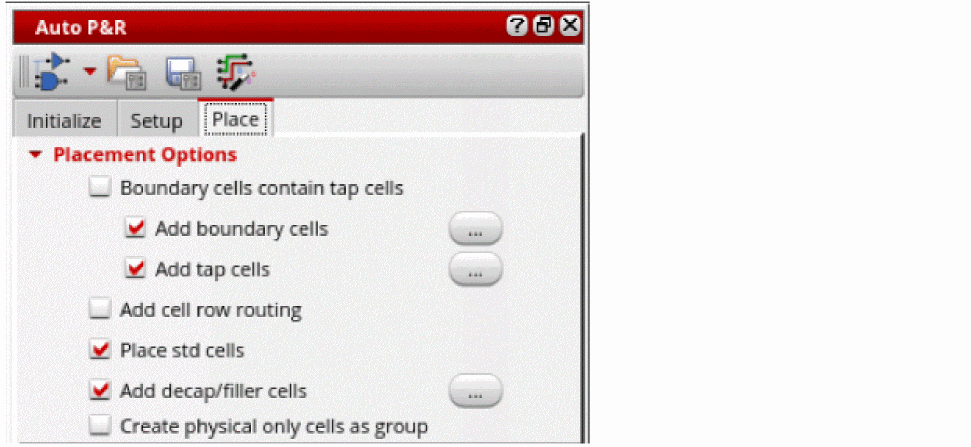 Auto P&R
Initialize Setup Place
Placement Options
Boundary cells contain tap cells
Add boundary cells ...
Add tap cells ...
Add cell row routing
Place std cells
Add decap/filler cells ...
Create physical only cells as group